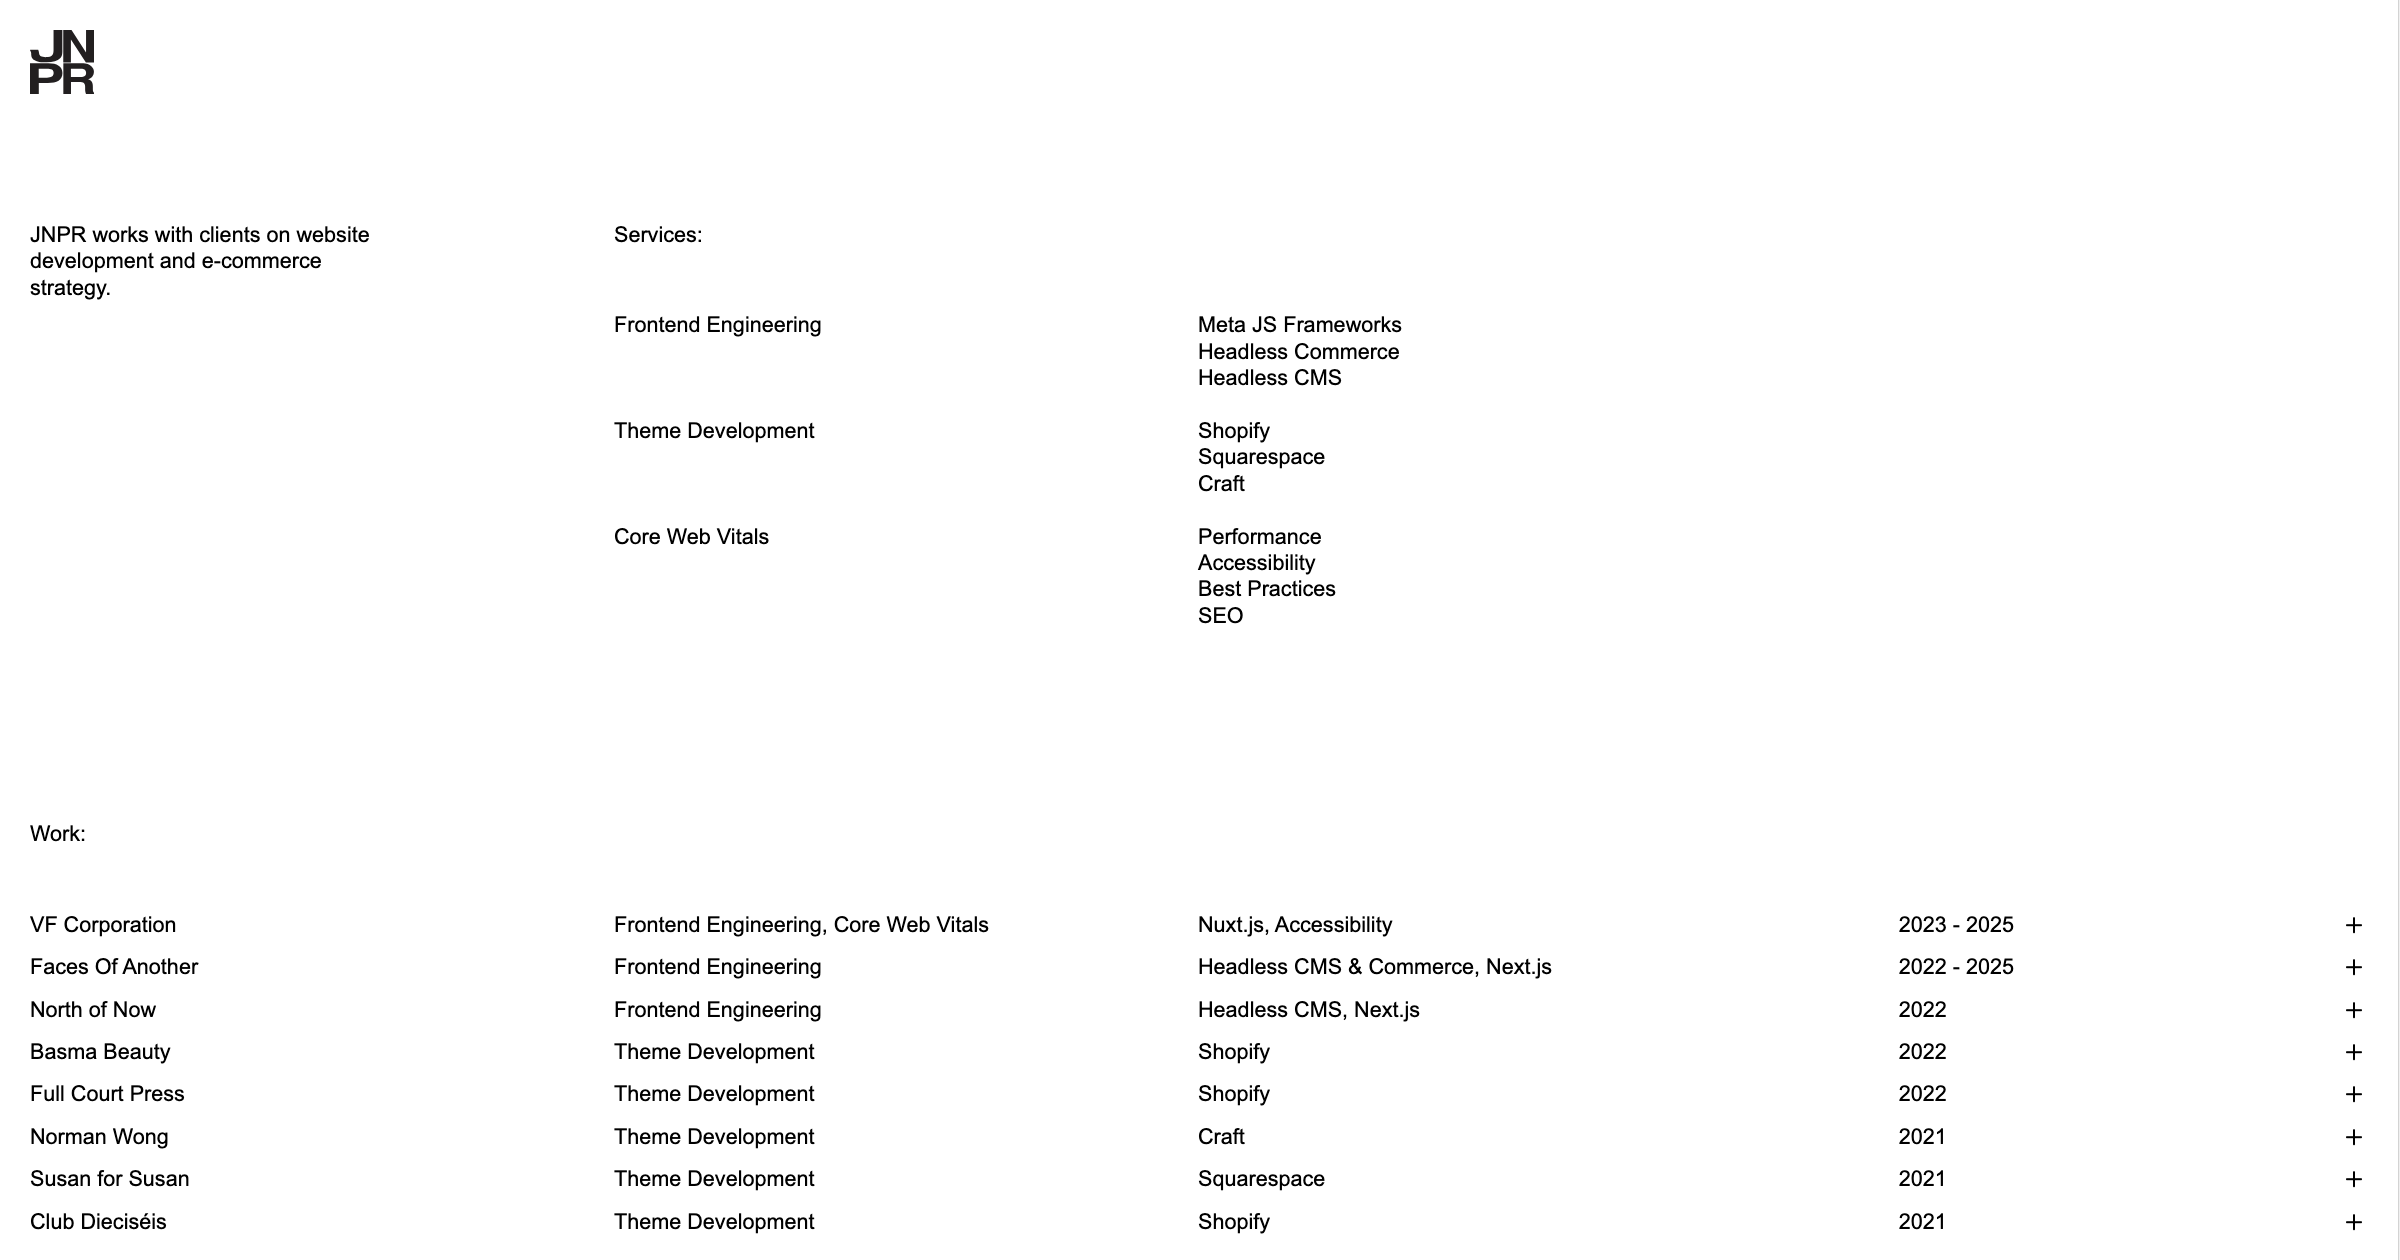 JN
PR
JNPR works with clients on website
development and e-commerce
strategy.
Services:
Frontend Engineering
Meta JS Frameworks
Headless Commerce
Headless CMS
Theme Development
Shopify
Squarespace
Craft
Core Web Vitals
Performance
Accessibility
Best Practices
SEO
Work:
VF Corporation Frontend Engineering, Core Web Vitals Nuxt.js, Accessibility 2023 - 2025 +
Faces Of Another Frontend Engineering Headless CMS & Commerce, Next.js 2022 - 2025 +
North of Now Frontend Engineering Headless CMS, Next.js 2022 +
Basma Beauty Theme Development Shopify 2022 +
Full Court Press Theme Development Shopify 2022 +
Norman Wong Theme Development Craft 2021 +
Susan for Susan Theme Development Squarespace 2021 +
Club Dieciséis Theme Development Shopify 2021 +